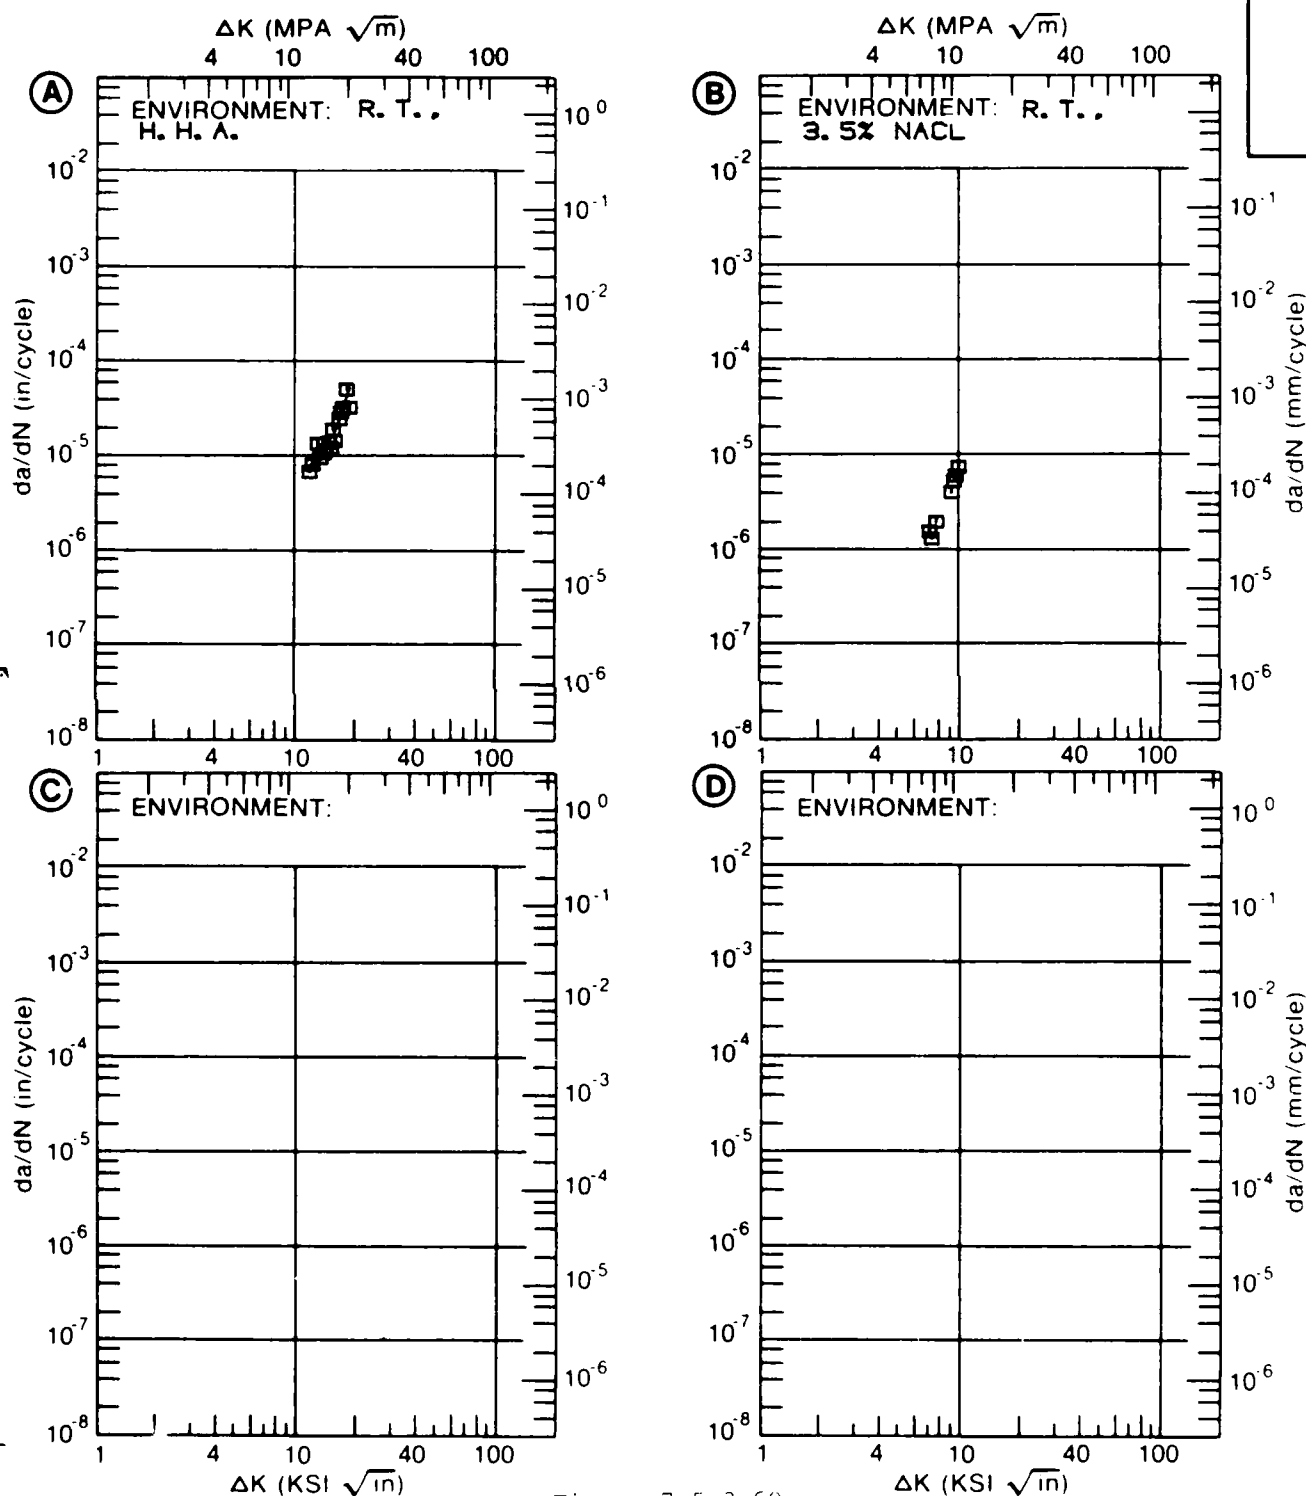 ΔK (MPA √m)
4 10 40 100
A
ENVIRONMENT: R. T.,
H. H. A.
10^0
10^-1
10^-2
10^-3
10^-4
10^-5
10^-6
10^-2
10^-3
10^-4
10^-5
10^-6
10^-7
10^-8
da/dN (in/cycle)
1 4 10 40 100
ΔK (MPA √m)
4 10 40 100
B
ENVIRONMENT: R. T.,
3. 5% NACL
10^-2
10^-3
10^-4
10^-5
10^-6
10^-7
10^-8
10^-1
10^-2
10^-3
10^-4
10^-5
10^-6
da/dN (mm/cycle)
1 4 10 40 100
C
ENVIRONMENT:
10^-2
10^-3
10^-4
10^-5
10^-6
10^-7
10^-8
10^0
10^-1
10^-2
10^-3
10^-4
10^-5
10^-6
da/dN (in/cycle)
1 4 10 40 100
ΔK (KSI √in)
D
ENVIRONMENT:
10^-2
10^-3
10^-4
10^-5
10^-6
10^-7
10^-8
10^0
10^-1
10^-2
10^-3
10^-4
10^-5
10^-6
da/dN (mm/cycle)
1 4 10 40 100
ΔK (KSI √in)